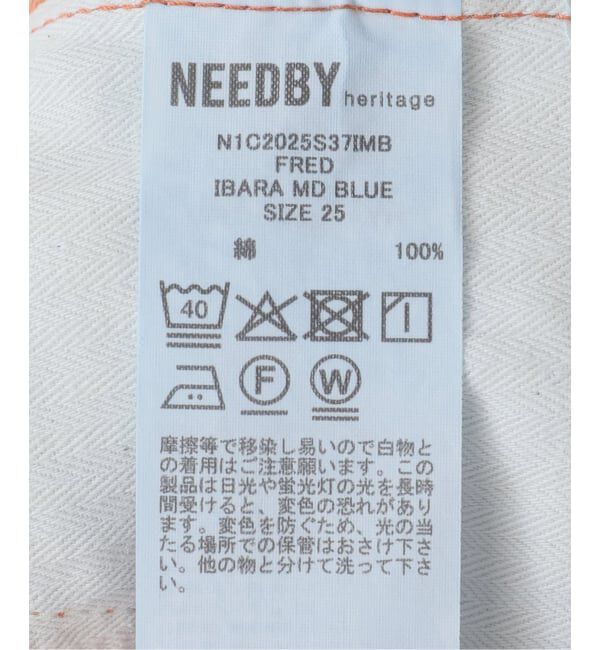 NEEDBY heritage
N1C2025S37IMB
FRED
IBARA MD BLUE
SIZE 25
綿 100%
40
F W
摩擦等で移染し易いので白物と
の着用はご注意願います。この
製品は日光や蛍光灯の光を長時
間受けると、変色の恐れがあり
ます。変色を防ぐため、光の当
たる場所での保管はおさけ下さ
い。他の物と分けて洗って下さ
い。